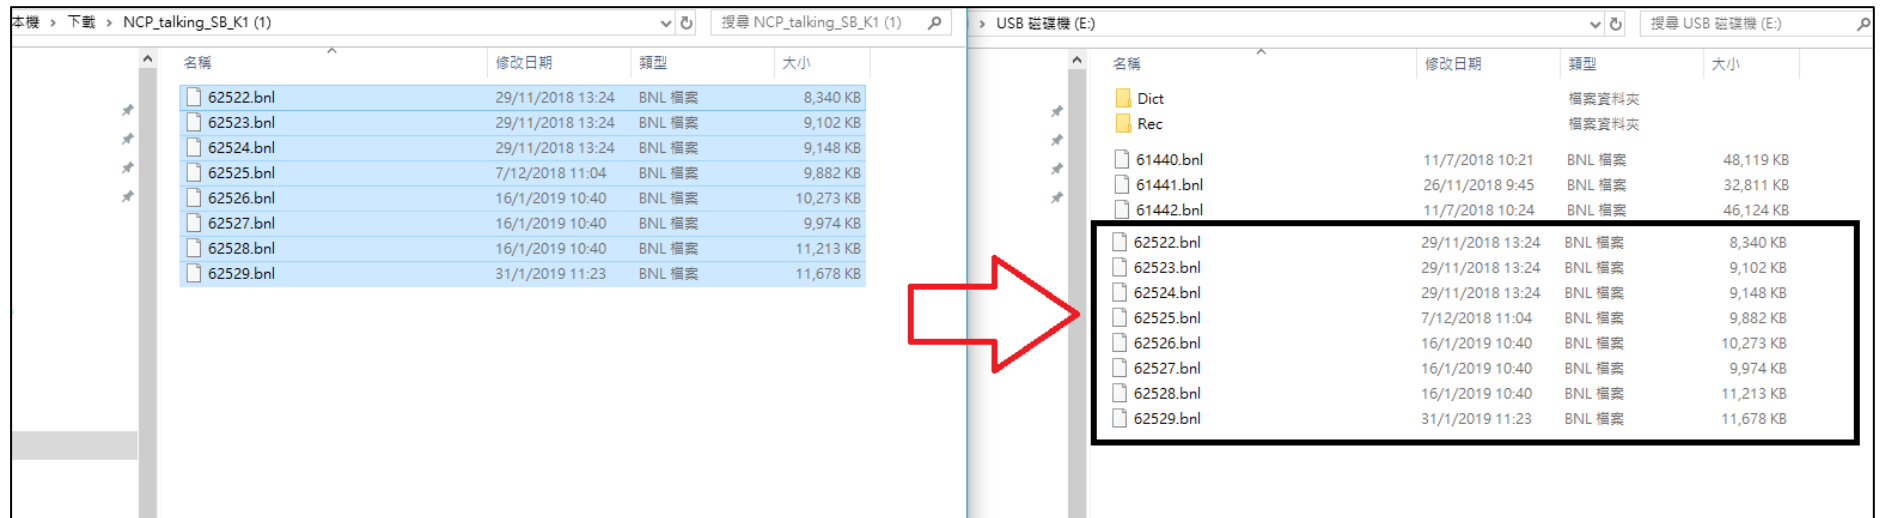 本機 › 下載 › NCP_talking_SB_K1 (1)
搜尋 NCP_talking_SB_K1 (1)
名稱 修改日期 類型 大小
62522.bnl 29/11/2018 13:24 BNL 檔案 8,340 KB
62523.bnl 29/11/2018 13:24 BNL 檔案 9,102 KB
62524.bnl 29/11/2018 13:24 BNL 檔案 9,148 KB
62525.bnl 7/12/2018 11:04 BNL 檔案 9,882 KB
62526.bnl 16/1/2019 10:40 BNL 檔案 10,273 KB
62527.bnl 16/1/2019 10:40 BNL 檔案 9,974 KB
62528.bnl 16/1/2019 10:40 BNL 檔案 11,213 KB
62529.bnl 31/1/2019 11:23 BNL 檔案 11,678 KB
› USB 磁碟機 (E:)
搜尋 USB 磁碟機 (E:)
名稱 修改日期 類型 大小
Dict 檔案資料夾
Rec 檔案資料夾
61440.bnl 11/7/2018 10:21 BNL 檔案 48,119 KB
61441.bnl 26/11/2018 9:45 BNL 檔案 32,811 KB
61442.bnl 11/7/2018 10:24 BNL 檔案 46,124 KB
62522.bnl 29/11/2018 13:24 BNL 檔案 8,340 KB
62523.bnl 29/11/2018 13:24 BNL 檔案 9,102 KB
62524.bnl 29/11/2018 13:24 BNL 檔案 9,148 KB
62525.bnl 7/12/2018 11:04 BNL 檔案 9,882 KB
62526.bnl 16/1/2019 10:40 BNL 檔案 10,273 KB
62527.bnl 16/1/2019 10:40 BNL 檔案 9,974 KB
62528.bnl 16/1/2019 10:40 BNL 檔案 11,213 KB
62529.bnl 31/1/2019 11:23 BNL 檔案 11,678 KB